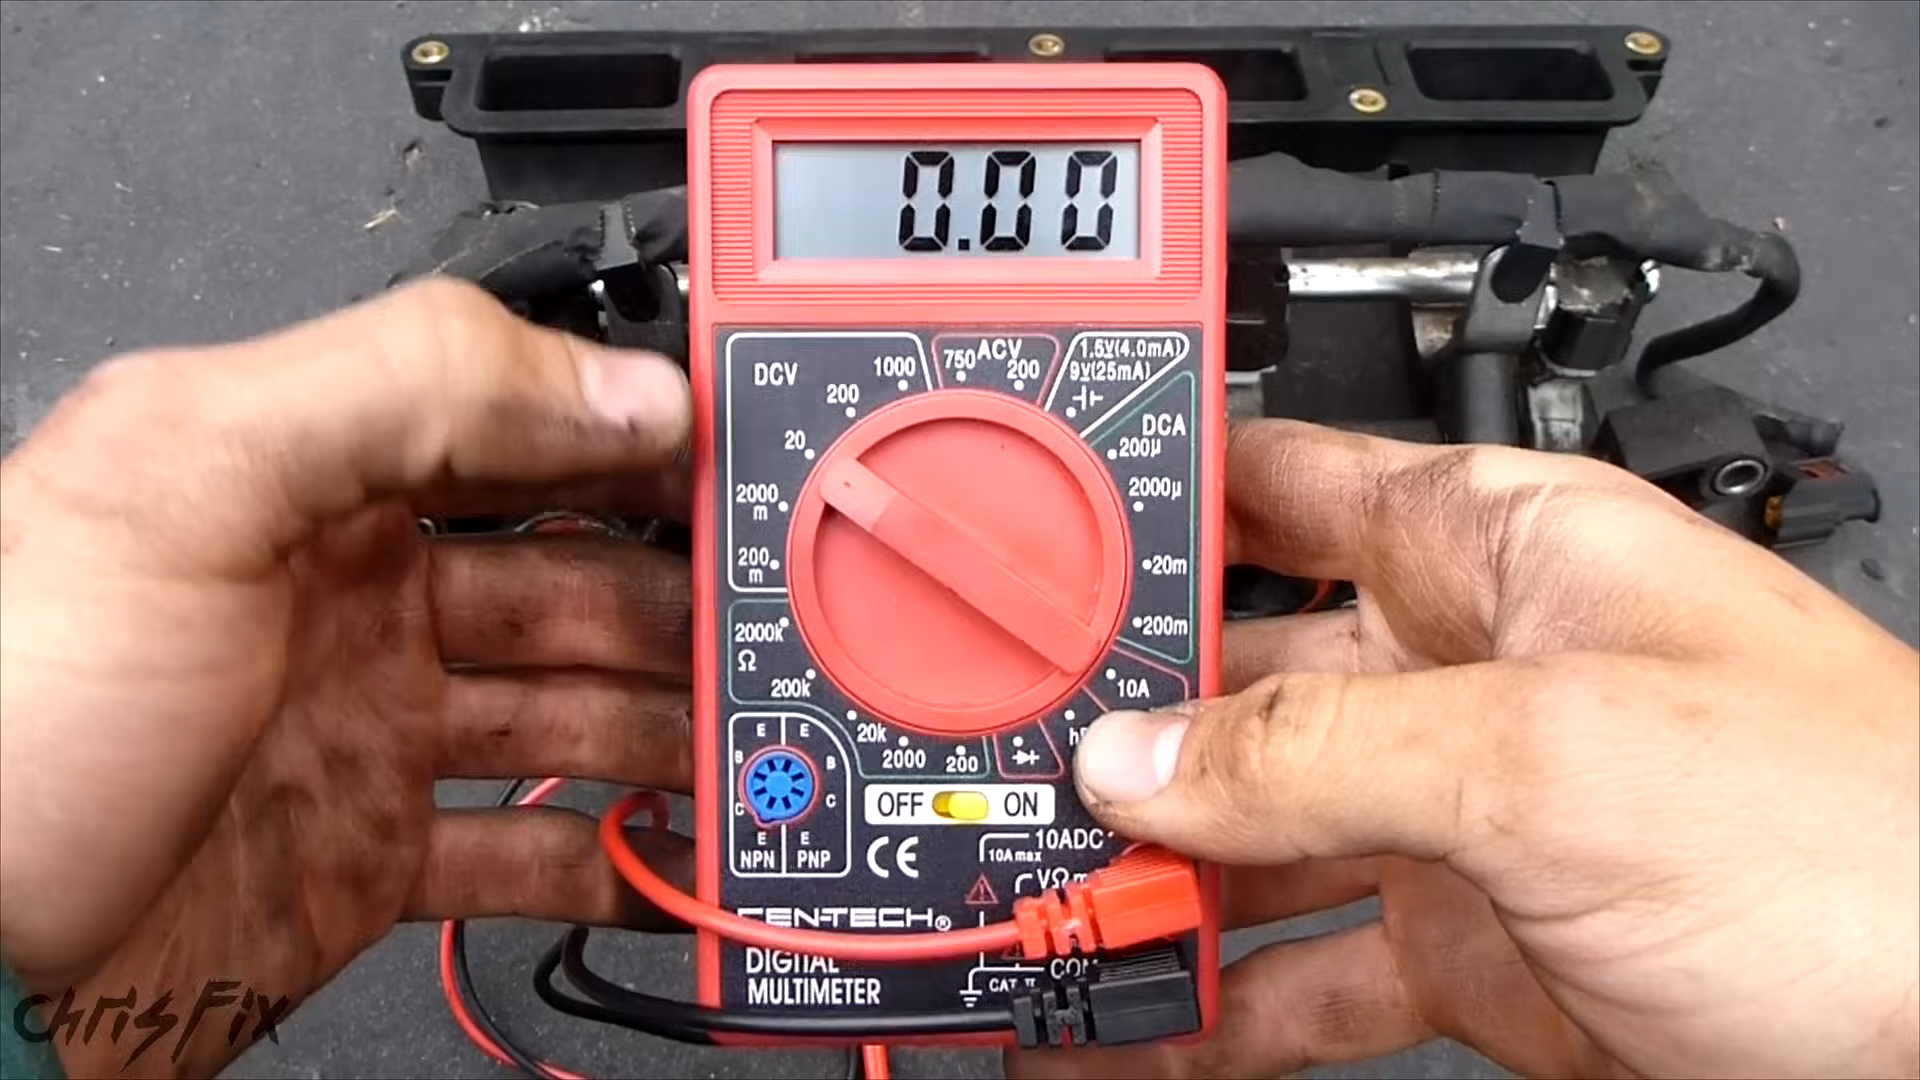 0.00
DCV
1000
750
ACV
200
1.5V(4.0mA)
9V(25mA)
200
20
2000
m
200
m
DCA
200µ
2000µ
20m
200m
10A
2000k
Ω
200k
20k
2000
200
E E
B B
C C
E E
NPN PNP
OFF ON
CE
10ADC
10A max
CEN-TECH®
DIGITAL
MULTIMETER
CAT II
ChrisFix